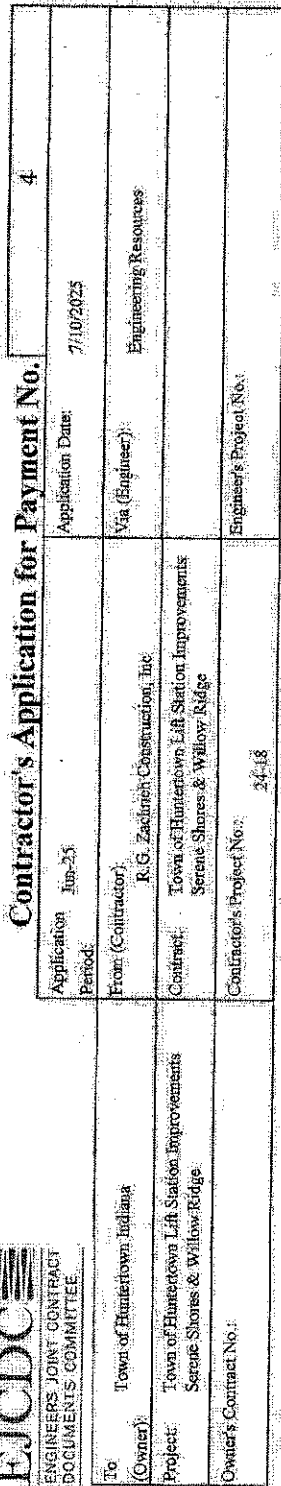 EJCDC
ENGINEERS JOINT CONTRACT
DOCUMENTS COMMITTEE
Contractor's Application for Payment No. 4
Application Period: Jun-25
Application Date: 7/10/2025
To (Owner): Town of Huntertown Indiana
From (Contractor): R.G. Zachrich Construction, Inc
Via (Engineer): Engineering Resources
Project: Town of Huntertown Lift Station Improvements
Serene Shores & Willow Ridge
Contract: Town of Huntertown Lift Station Improvements
Serene Shores & Willow Ridge
Owner's Contract No.:
Contractor's Project No.: 24-18
Engineer's Project No.: